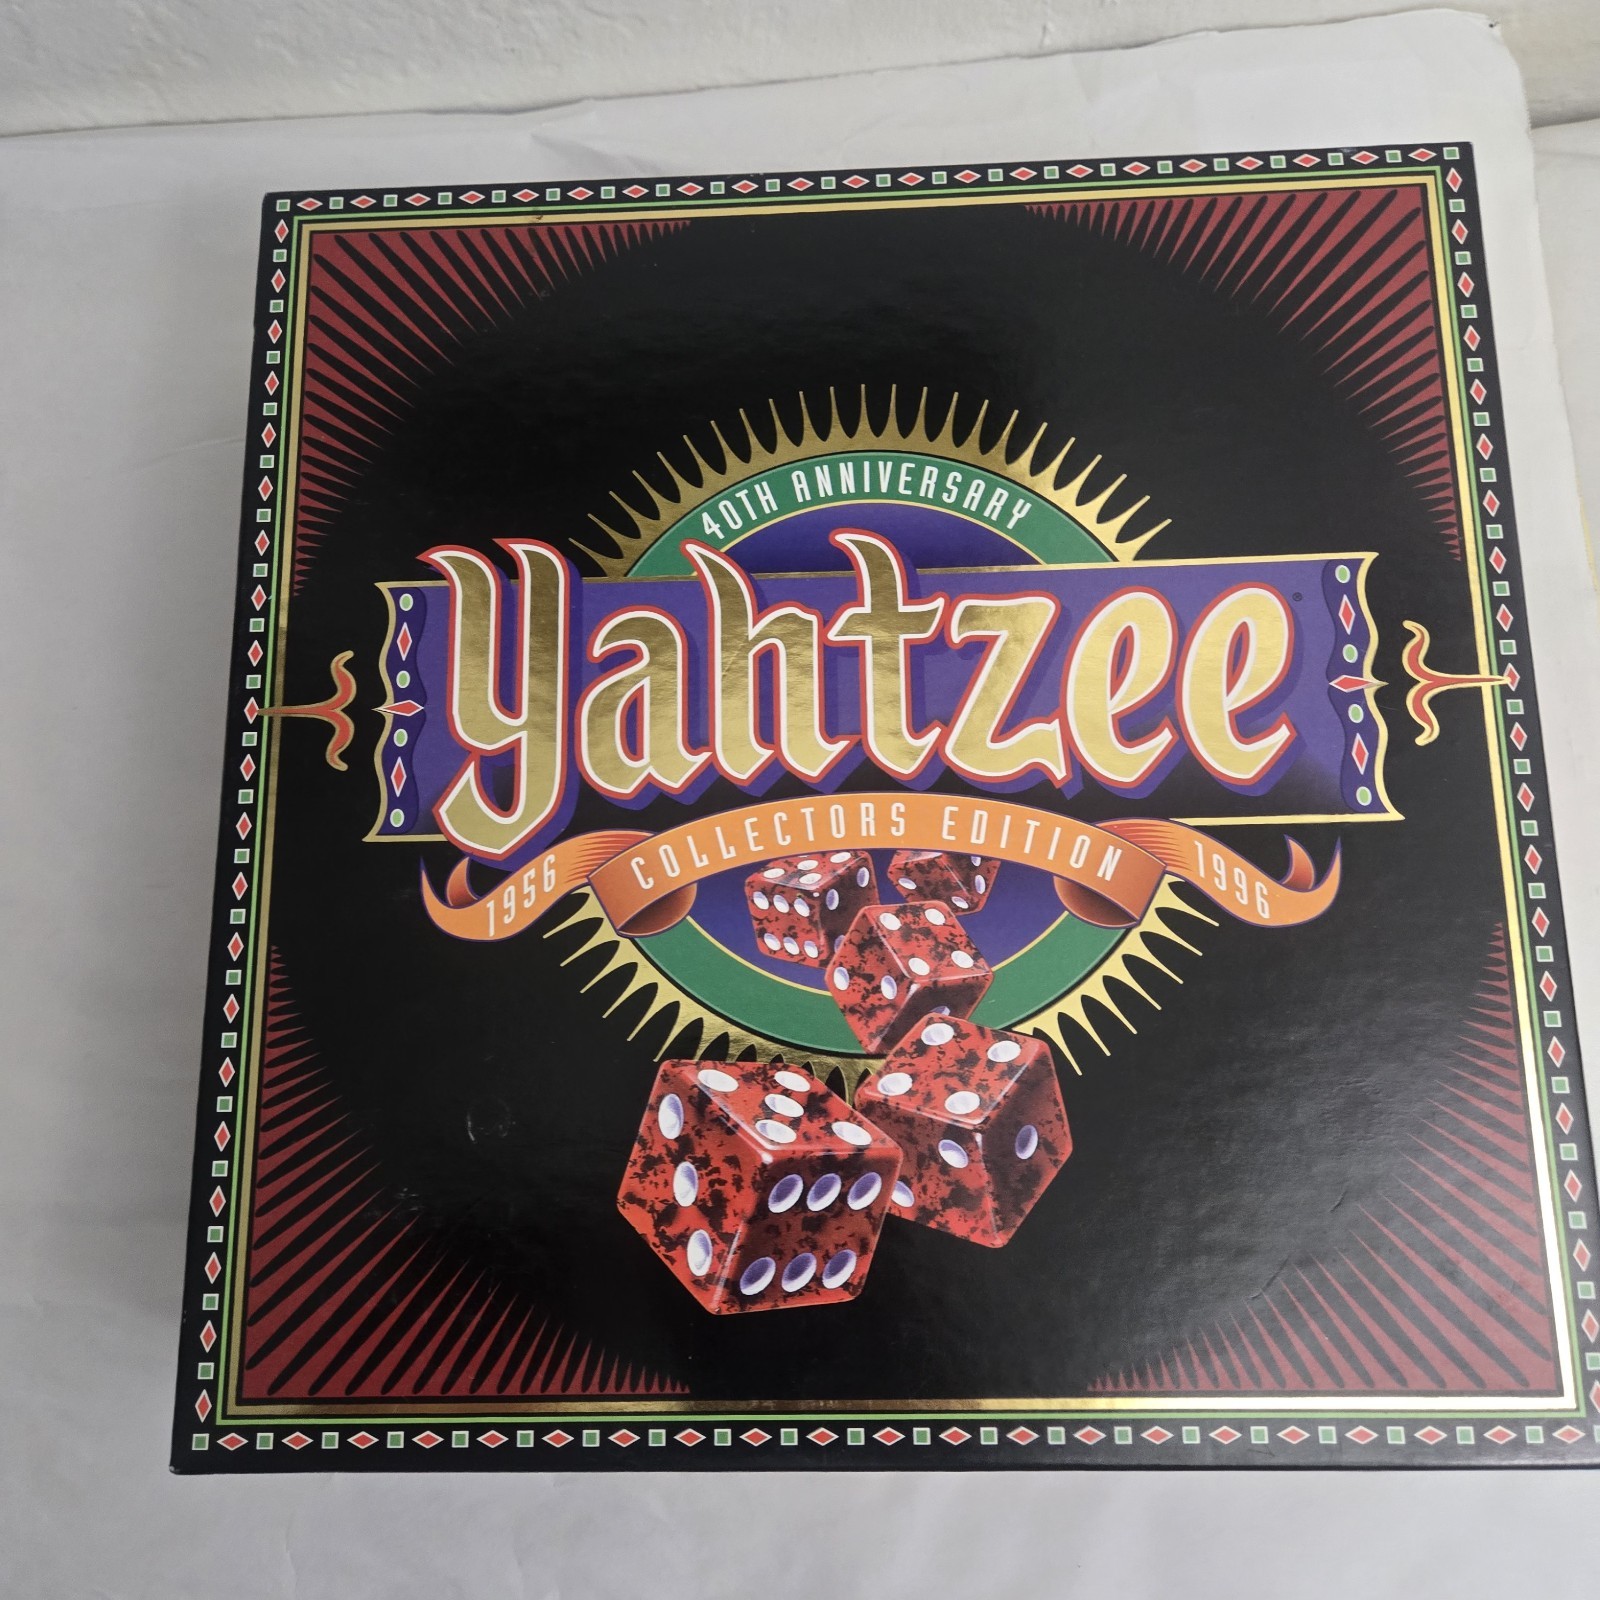 40TH ANNIVERSARY
Yahtzee®
COLLECTORS EDITION
1956
1996